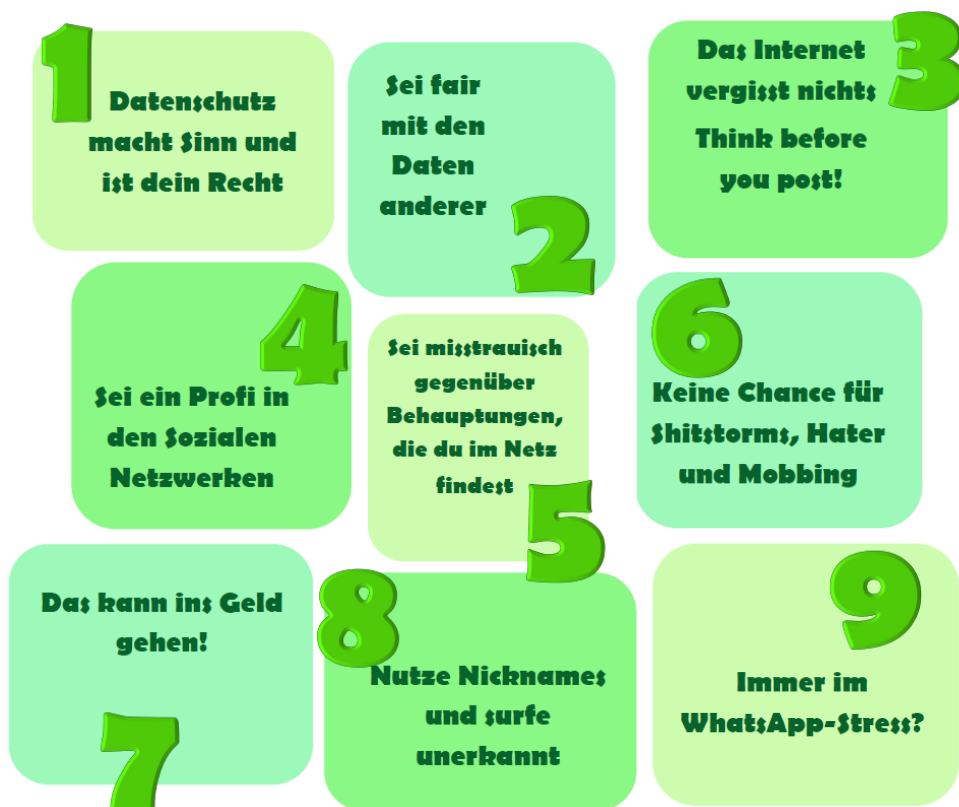 1
Datenschutz
macht Sinn und
ist dein Recht
2
Sei fair
mit den
Daten
anderer
3
Das Internet
vergisst nichts
Think before
you post!
4
Sei ein Profi in
den Sozialen
Netzwerken
5
Sei misstrauisch
gegenüber
Behauptungen,
die du im Netz
findest
6
Keine Chance für
Shitstorms, Hater
und Mobbing
7
Das kann ins Geld
gehen!
8
Nutze Nicknames
und surfe
unerkannt
9
Immer im
WhatsApp-Stress?